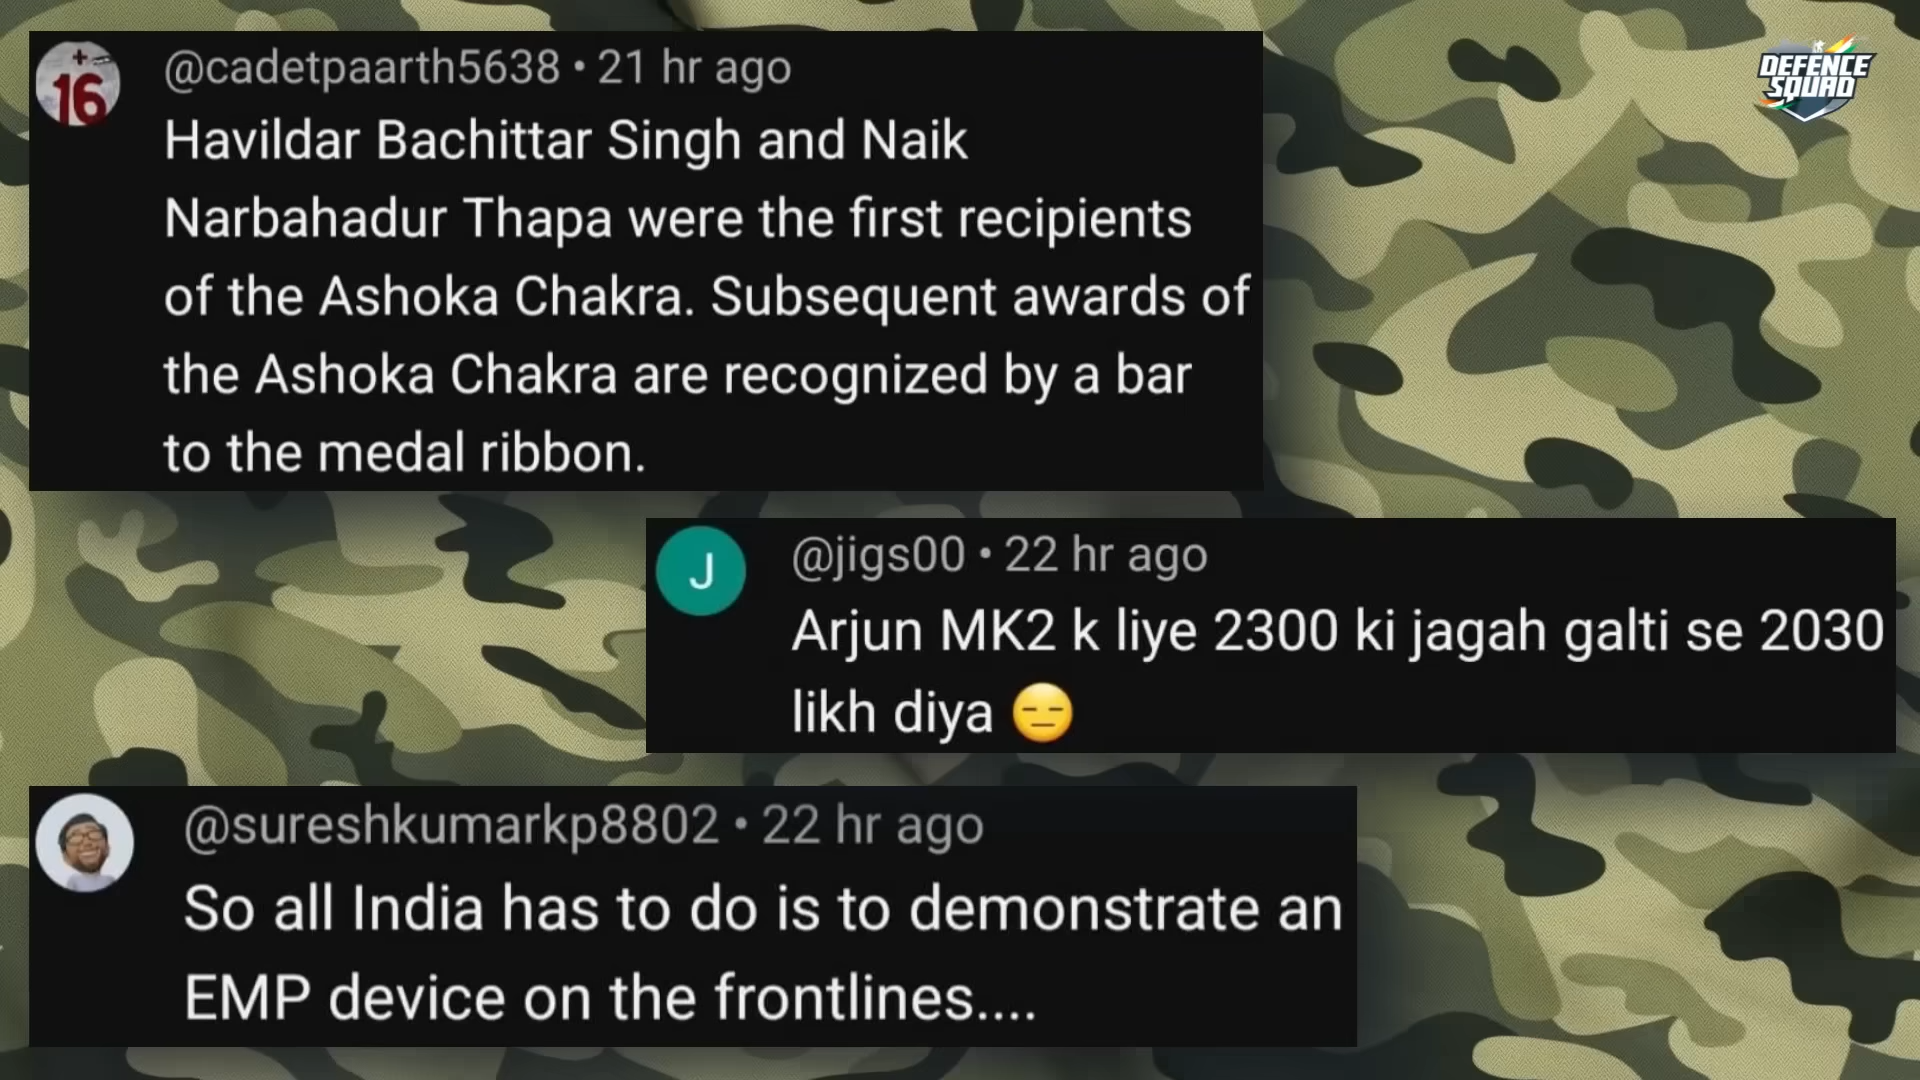 DEFENCE
SQUAD
+
16
@cadetpaarth5638 • 21 hr ago
Havildar Bachittar Singh and Naik
Narbahadur Thapa were the first recipients
of the Ashoka Chakra. Subsequent awards of
the Ashoka Chakra are recognized by a bar
to the medal ribbon.
J
@jigs00 • 22 hr ago
Arjun MK2 k liye 2300 ki jagah galti se 2030
likh diya 😑
@sureshkumarkp8802 • 22 hr ago
So all India has to do is to demonstrate an
EMP device on the frontlines....